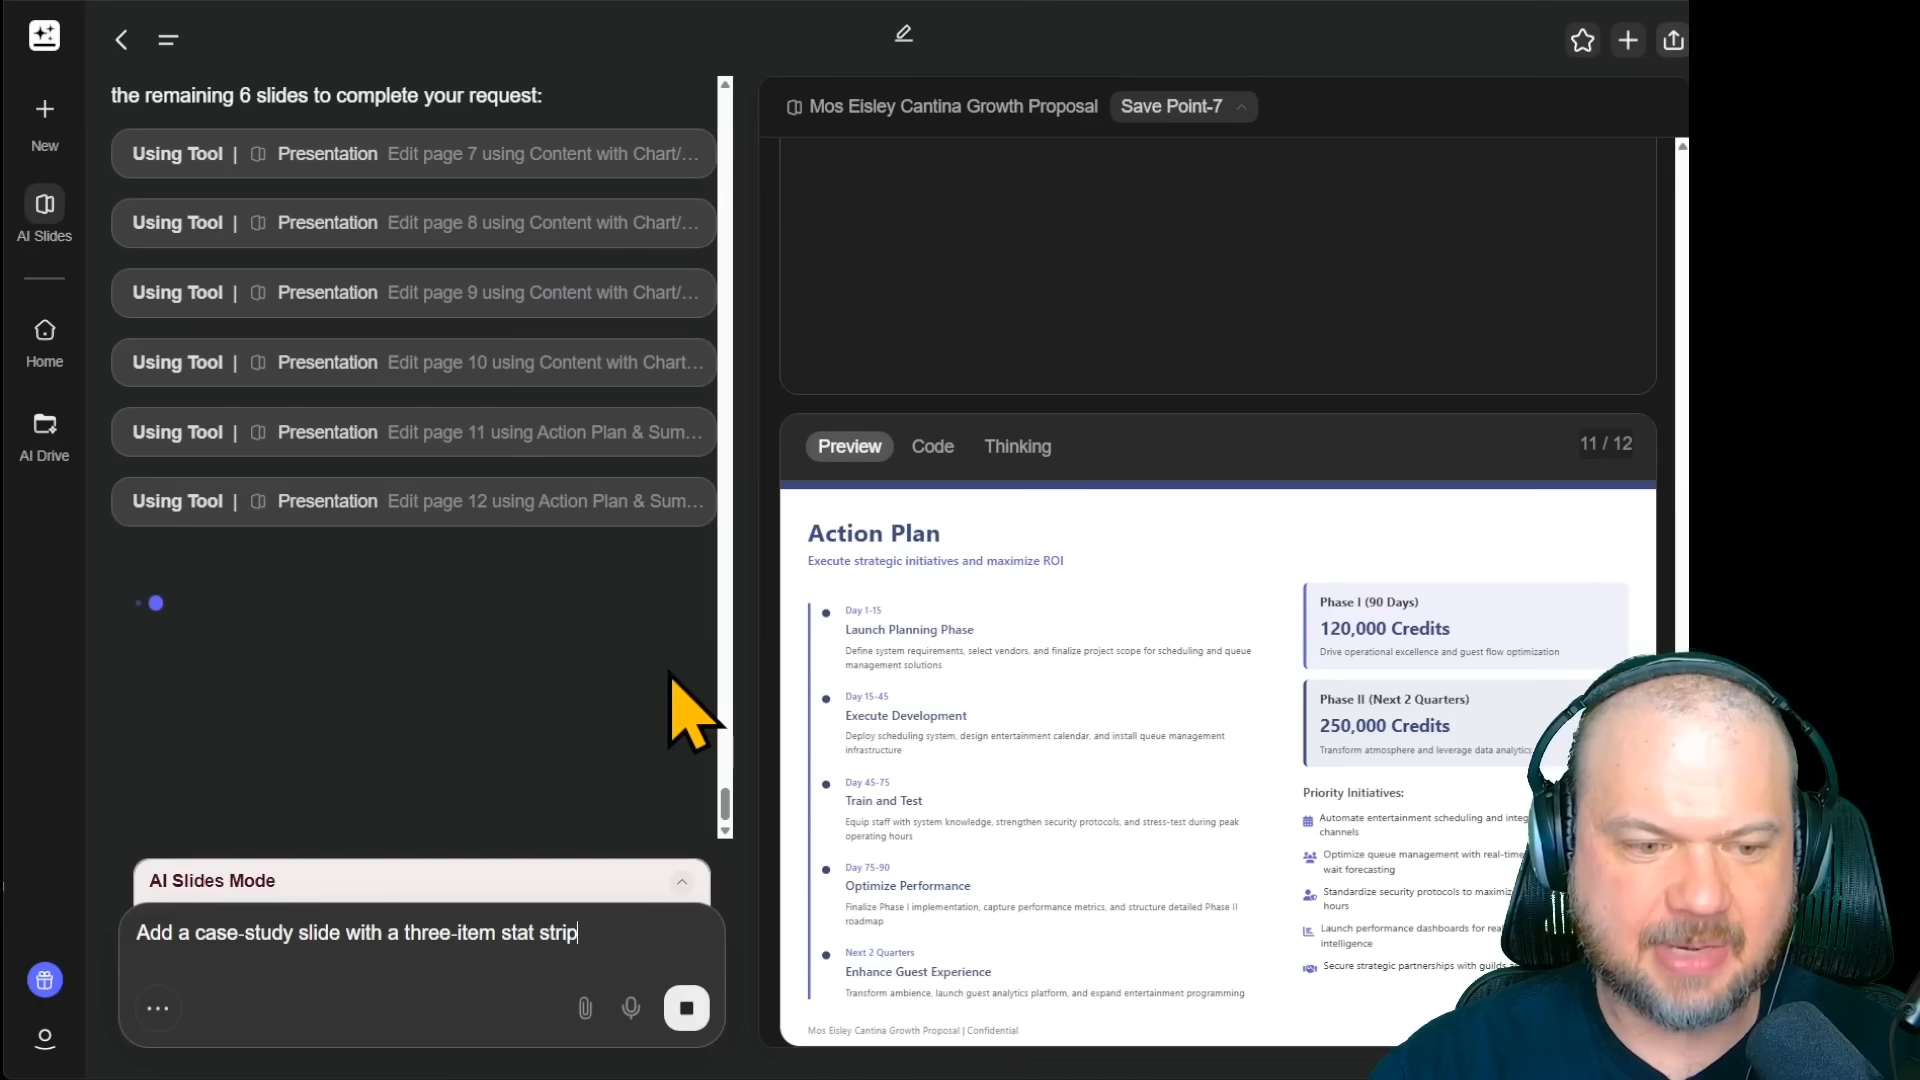 New
AI Slides
Home
AI Drive
the remaining 6 slides to complete your request:
Using Tool | Presentation Edit page 7 using Content with Chart/...
Using Tool | Presentation Edit page 8 using Content with Chart/...
Using Tool | Presentation Edit page 9 using Content with Chart/...
Using Tool | Presentation Edit page 10 using Content with Chart...
Using Tool | Presentation Edit page 11 using Action Plan & Sum...
Using Tool | Presentation Edit page 12 using Action Plan & Sum...
AI Slides Mode
Add a case-study slide with a three-item stat strip
Mos Eisley Cantina Growth Proposal Save Point-7
Preview Code Thinking
11 / 12
Action Plan
Execute strategic initiatives and maximize ROI
Day 1-15
Launch Planning Phase
Define system requirements, select vendors, and finalize project scope for scheduling and queue
management solutions
Day 15-45
Execute Development
Deploy scheduling system, design entertainment calendar, and install queue management
infrastructure
Day 45-75
Train and Test
Equip staff with system knowledge, strengthen security protocols, and stress-test during peak
operating hours
Day 75-90
Optimize Performance
Finalize Phase I implementation, capture performance metrics, and structure detailed Phase II
roadmap
Next 2 Quarters
Enhance Guest Experience
Transform ambience, launch guest analytics platform, and expand entertainment programming
Phase I (90 Days)
120,000 Credits
Drive operational excellence and guest flow optimization
Phase II (Next 2 Quarters)
250,000 Credits
Transform atmosphere and leverage data analytics
Priority Initiatives:
Automate entertainment scheduling and
channels
Optimize queue management with real-time
wait forecasting
Standardize security protocols to
hours
Launch performance dashboards for
intelligence
Secure strategic partnerships with guilds
Mos Eisley Cantina Growth Proposal | Confidential